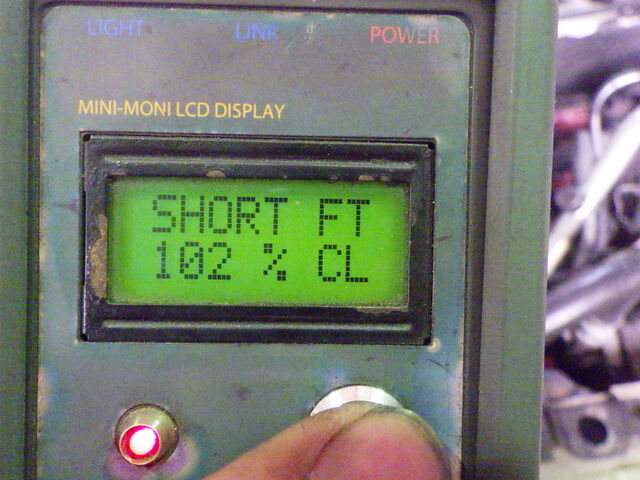 LIGHT LINK POWER
MINI-MONI LCD DISPLAY
SHORT FT
102 % CL